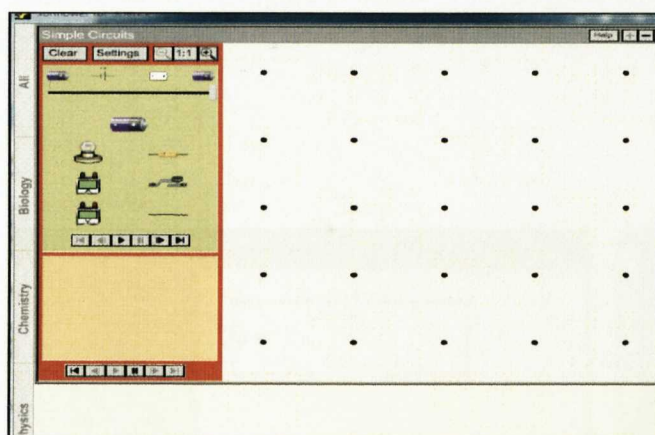 Simple Circuits
Help
Clear
Settings
1:1
All
Biology
Chemistry
hysics